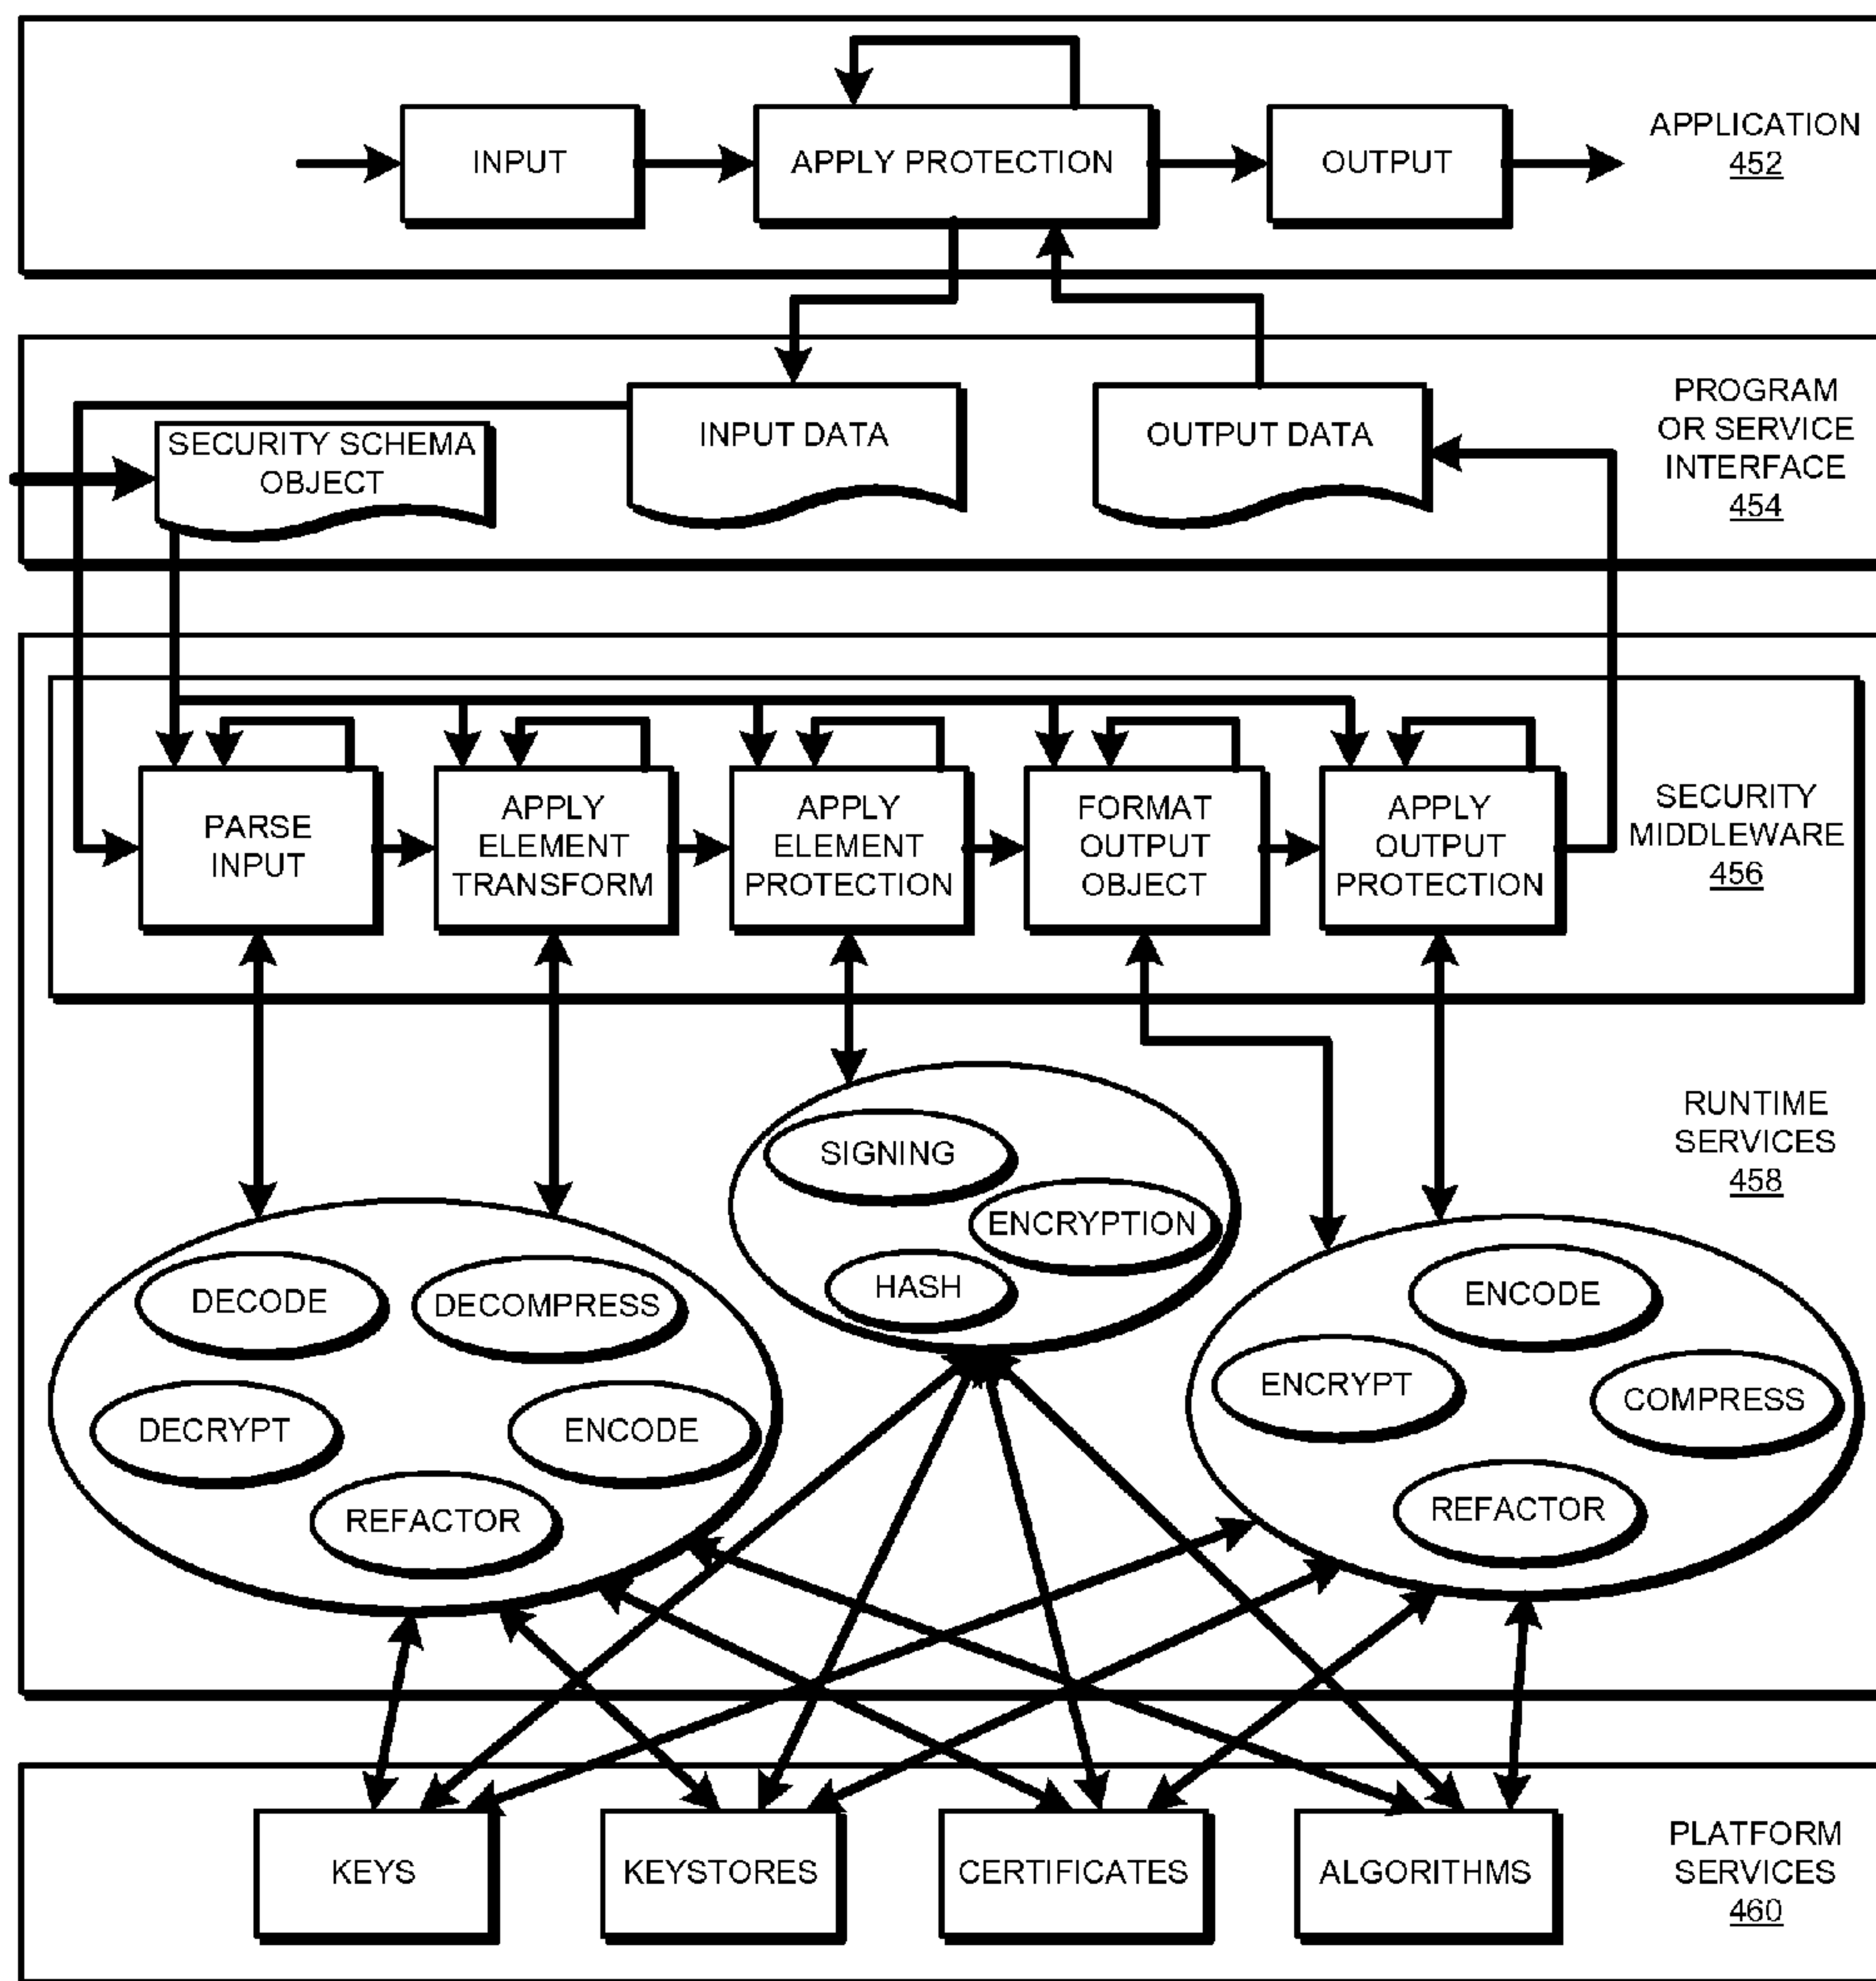 INPUT
APPLY PROTECTION
OUTPUT
APPLICATION
452
SECURITY SCHEMA
OBJECT
INPUT DATA
OUTPUT DATA
PROGRAM
OR SERVICE
INTERFACE
454
PARSE
INPUT
APPLY
ELEMENT
TRANSFORM
APPLY
ELEMENT
PROTECTION
FORMAT
OUTPUT
OBJECT
APPLY
OUTPUT
PROTECTION
SECURITY
MIDDLEWARE
456
RUNTIME
SERVICES
458
SIGNING
ENCRYPTION
HASH
DECODE
DECOMPRESS
DECRYPT
ENCODE
REFACTOR
ENCODE
ENCRYPT
COMPRESS
REFACTOR
KEYS
KEYSTORES
CERTIFICATES
ALGORITHMS
PLATFORM
SERVICES
460